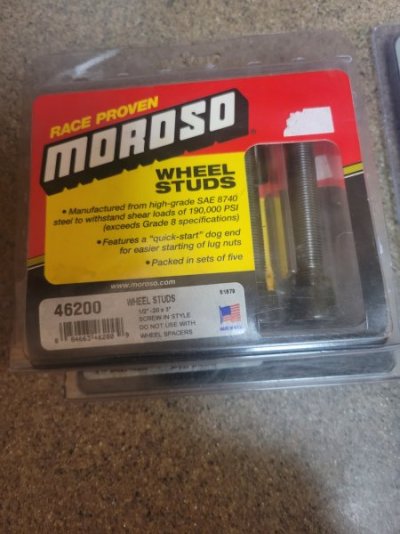 RACE PROVEN
MOROSO
WHEEL
STUDS
• Manufactured from high-grade SAE 8740
steel to withstand shear loads of 190,000 PSI
(exceeds Grade 8 specifications)
• Features a "quick-start" dog end
for easier starting of lug nuts
• Packed in sets of five
www.moroso.com
46200
WHEEL STUDS
1/2"-20 x 3"
SCREW IN STYLE
DO NOT USE WITH
WHEEL SPACERS